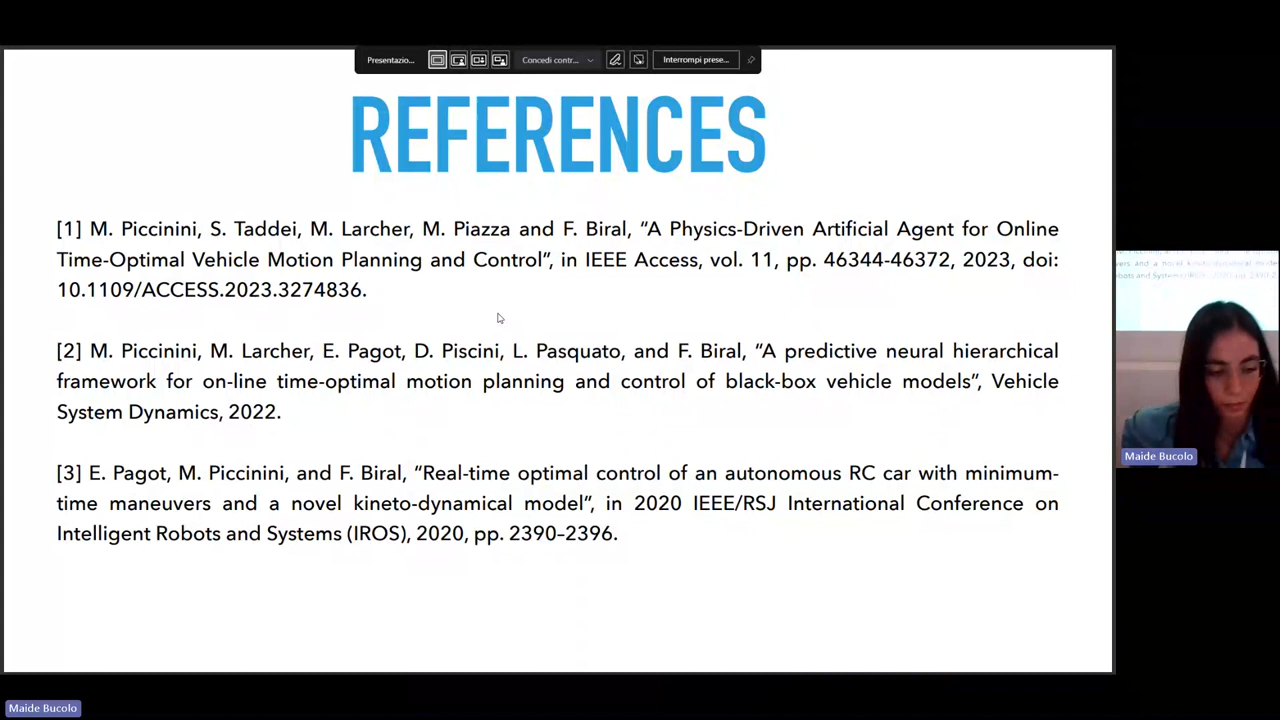 Presentazio...
Concedi contr...
Interrompi prese...
REFERENCES
[1] M. Piccinini, S. Taddei, M. Larcher, M. Piazza and F. Biral, “A Physics-Driven Artificial Agent for Online
Time-Optimal Vehicle Motion Planning and Control”, in IEEE Access, vol. 11, pp. 46344-46372, 2023, doi:
10.1109/ACCESS.2023.3274836.
[2] M. Piccinini, M. Larcher, E. Pagot, D. Piscini, L. Pasquato, and F. Biral, “A predictive neural hierarchical
framework for on-line time-optimal motion planning and control of black-box vehicle models”, Vehicle
System Dynamics, 2022.
[3] E. Pagot, M. Piccinini, and F. Biral, “Real-time optimal control of an autonomous RC car with minimum-
time maneuvers and a novel kineto-dynamical model”, in 2020 IEEE/RSJ International Conference on
Intelligent Robots and Systems (IROS), 2020, pp. 2390–2396.
Maide Bucolo
Maide Bucolo